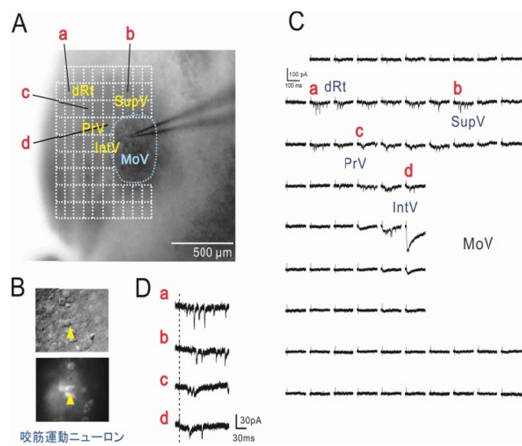 A
a
b
c
d
dRt
SupV
PrV
IntV
MoV
500 μm
B
咬筋運動ニューロン
C
100 pA
100 ms
a
dRt
b
SupV
c
PrV
d
IntV
MoV
D
a
b
c
d
30pA
30ms